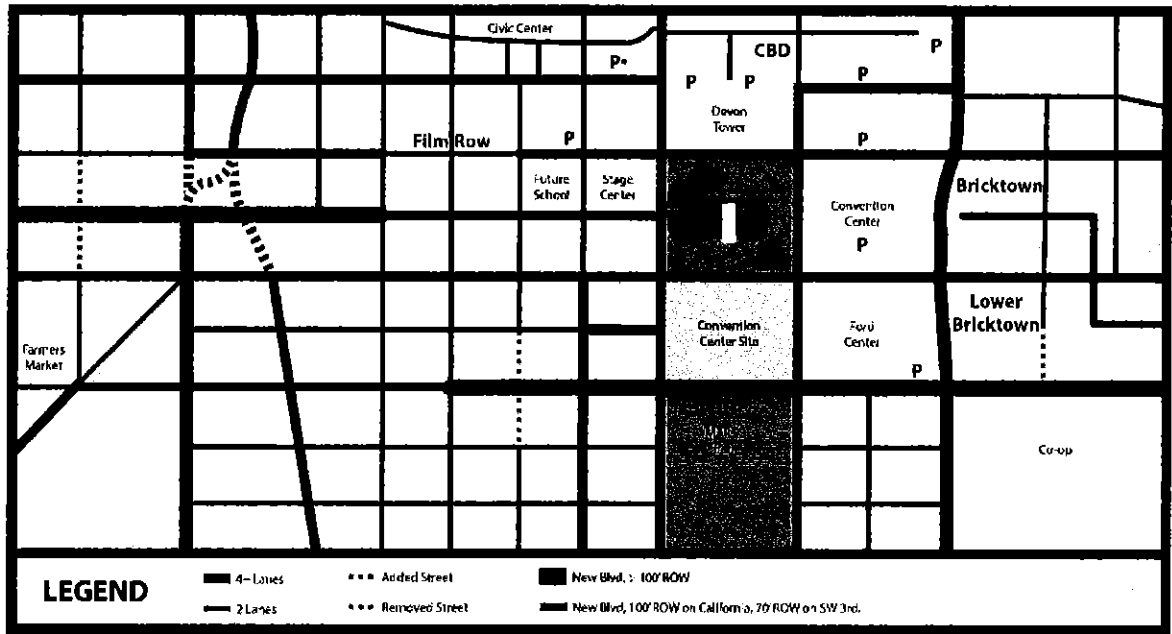 Civic Center
CBD
P
P•
P
P
P
Devon
Tower
Film Row
P
P
Future
School
Stage
Center
Bricktown
Convention
Center
P
Lower
Bricktown
Farmers
Market
Convention
Center Site
Ford
Center
P
Co-op
LEGEND
4+ Lanes
Added Street
New Blvd, > 100' ROW
2 Lanes
Removed Street
New Blvd, 100' ROW on California, 70' ROW on SW 3rd.